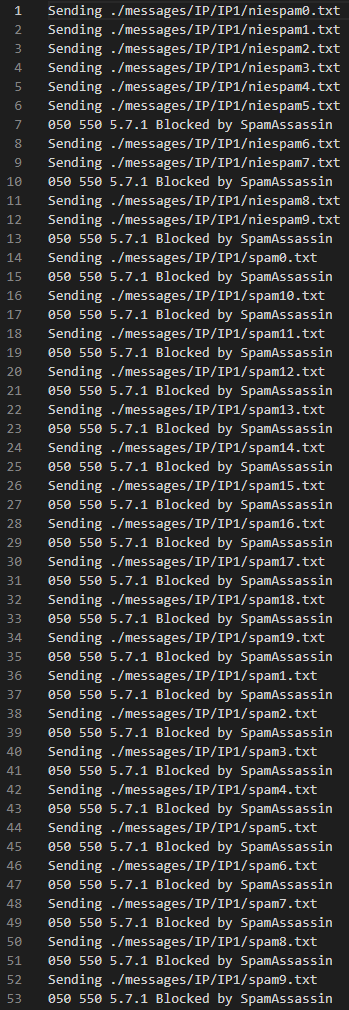 1 Sending ./messages/IP/IP1/niespam0.txt
2 Sending ./messages/IP/IP1/niespam1.txt
3 Sending ./messages/IP/IP1/niespam2.txt
4 Sending ./messages/IP/IP1/niespam3.txt
5 Sending ./messages/IP/IP1/niespam4.txt
6 Sending ./messages/IP/IP1/niespam5.txt
7 050 550 5.7.1 Blocked by SpamAssassin
8 Sending ./messages/IP/IP1/niespam6.txt
9 Sending ./messages/IP/IP1/niespam7.txt
10 050 550 5.7.1 Blocked by SpamAssassin
11 Sending ./messages/IP/IP1/niespam8.txt
12 Sending ./messages/IP/IP1/niespam9.txt
13 050 550 5.7.1 Blocked by SpamAssassin
14 Sending ./messages/IP/IP1/spam0.txt
15 050 550 5.7.1 Blocked by SpamAssassin
16 Sending ./messages/IP/IP1/spam10.txt
17 050 550 5.7.1 Blocked by SpamAssassin
18 Sending ./messages/IP/IP1/spam11.txt
19 050 550 5.7.1 Blocked by SpamAssassin
20 Sending ./messages/IP/IP1/spam12.txt
21 050 550 5.7.1 Blocked by SpamAssassin
22 Sending ./messages/IP/IP1/spam13.txt
23 050 550 5.7.1 Blocked by SpamAssassin
24 Sending ./messages/IP/IP1/spam14.txt
25 050 550 5.7.1 Blocked by SpamAssassin
26 Sending ./messages/IP/IP1/spam15.txt
27 050 550 5.7.1 Blocked by SpamAssassin
28 Sending ./messages/IP/IP1/spam16.txt
29 050 550 5.7.1 Blocked by SpamAssassin
30 Sending ./messages/IP/IP1/spam17.txt
31 050 550 5.7.1 Blocked by SpamAssassin
32 Sending ./messages/IP/IP1/spam18.txt
33 050 550 5.7.1 Blocked by SpamAssassin
34 Sending ./messages/IP/IP1/spam19.txt
35 050 550 5.7.1 Blocked by SpamAssassin
36 Sending ./messages/IP/IP1/spam1.txt
37 050 550 5.7.1 Blocked by SpamAssassin
38 Sending ./messages/IP/IP1/spam2.txt
39 050 550 5.7.1 Blocked by SpamAssassin
40 Sending ./messages/IP/IP1/spam3.txt
41 050 550 5.7.1 Blocked by SpamAssassin
42 Sending ./messages/IP/IP1/spam4.txt
43 050 550 5.7.1 Blocked by SpamAssassin
44 Sending ./messages/IP/IP1/spam5.txt
45 050 550 5.7.1 Blocked by SpamAssassin
46 Sending ./messages/IP/IP1/spam6.txt
47 050 550 5.7.1 Blocked by SpamAssassin
48 Sending ./messages/IP/IP1/spam7.txt
49 050 550 5.7.1 Blocked by SpamAssassin
50 Sending ./messages/IP/IP1/spam8.txt
51 050 550 5.7.1 Blocked by SpamAssassin
52 Sending ./messages/IP/IP1/spam9.txt
53 050 550 5.7.1 Blocked by SpamAssassin